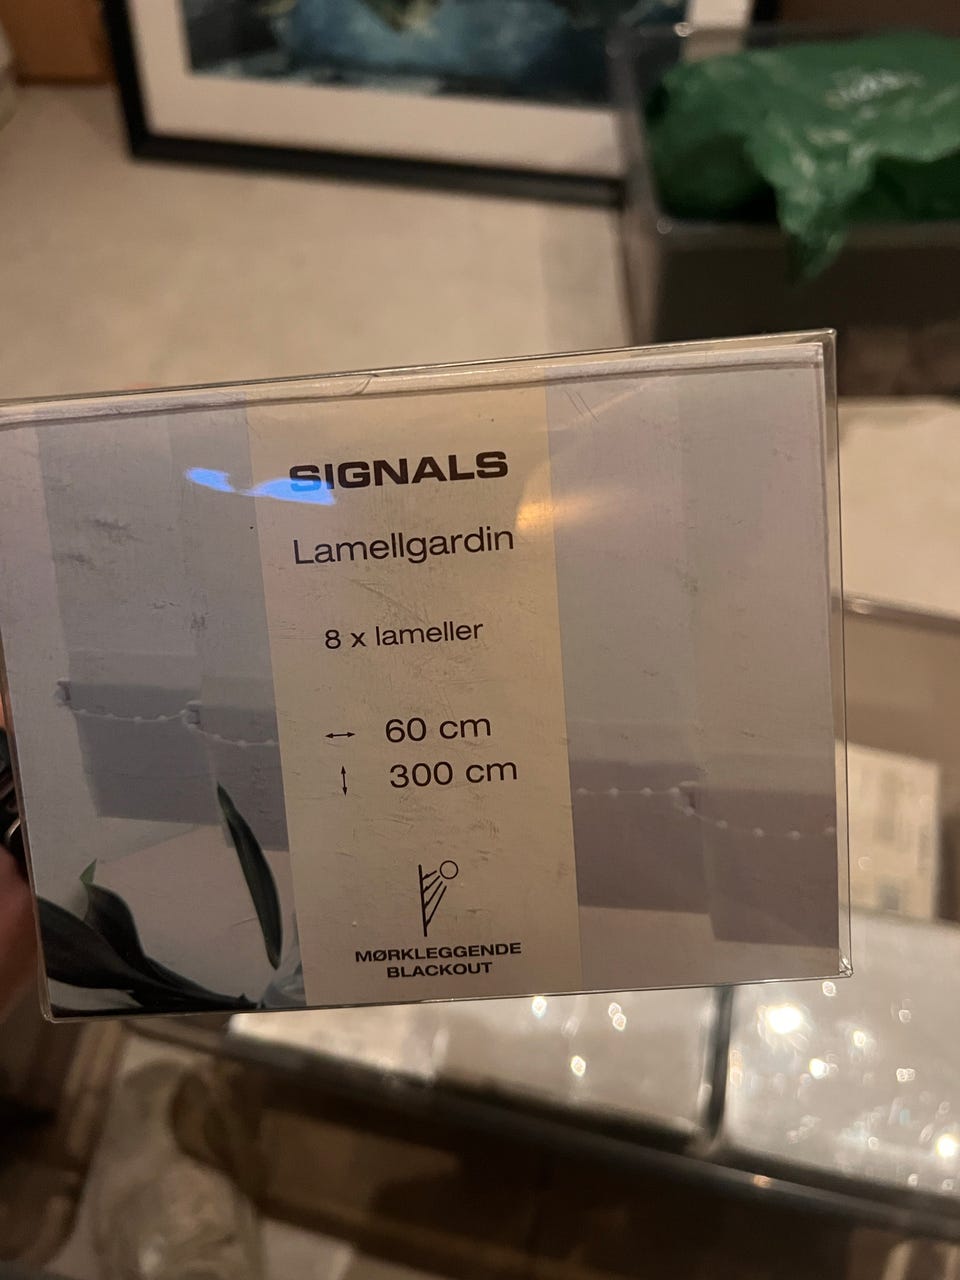 SIGNALS
Lamellgardin
8 x lameller
↔ 60 cm
↕ 300 cm
MØRKLEGGENDE
BLACKOUT